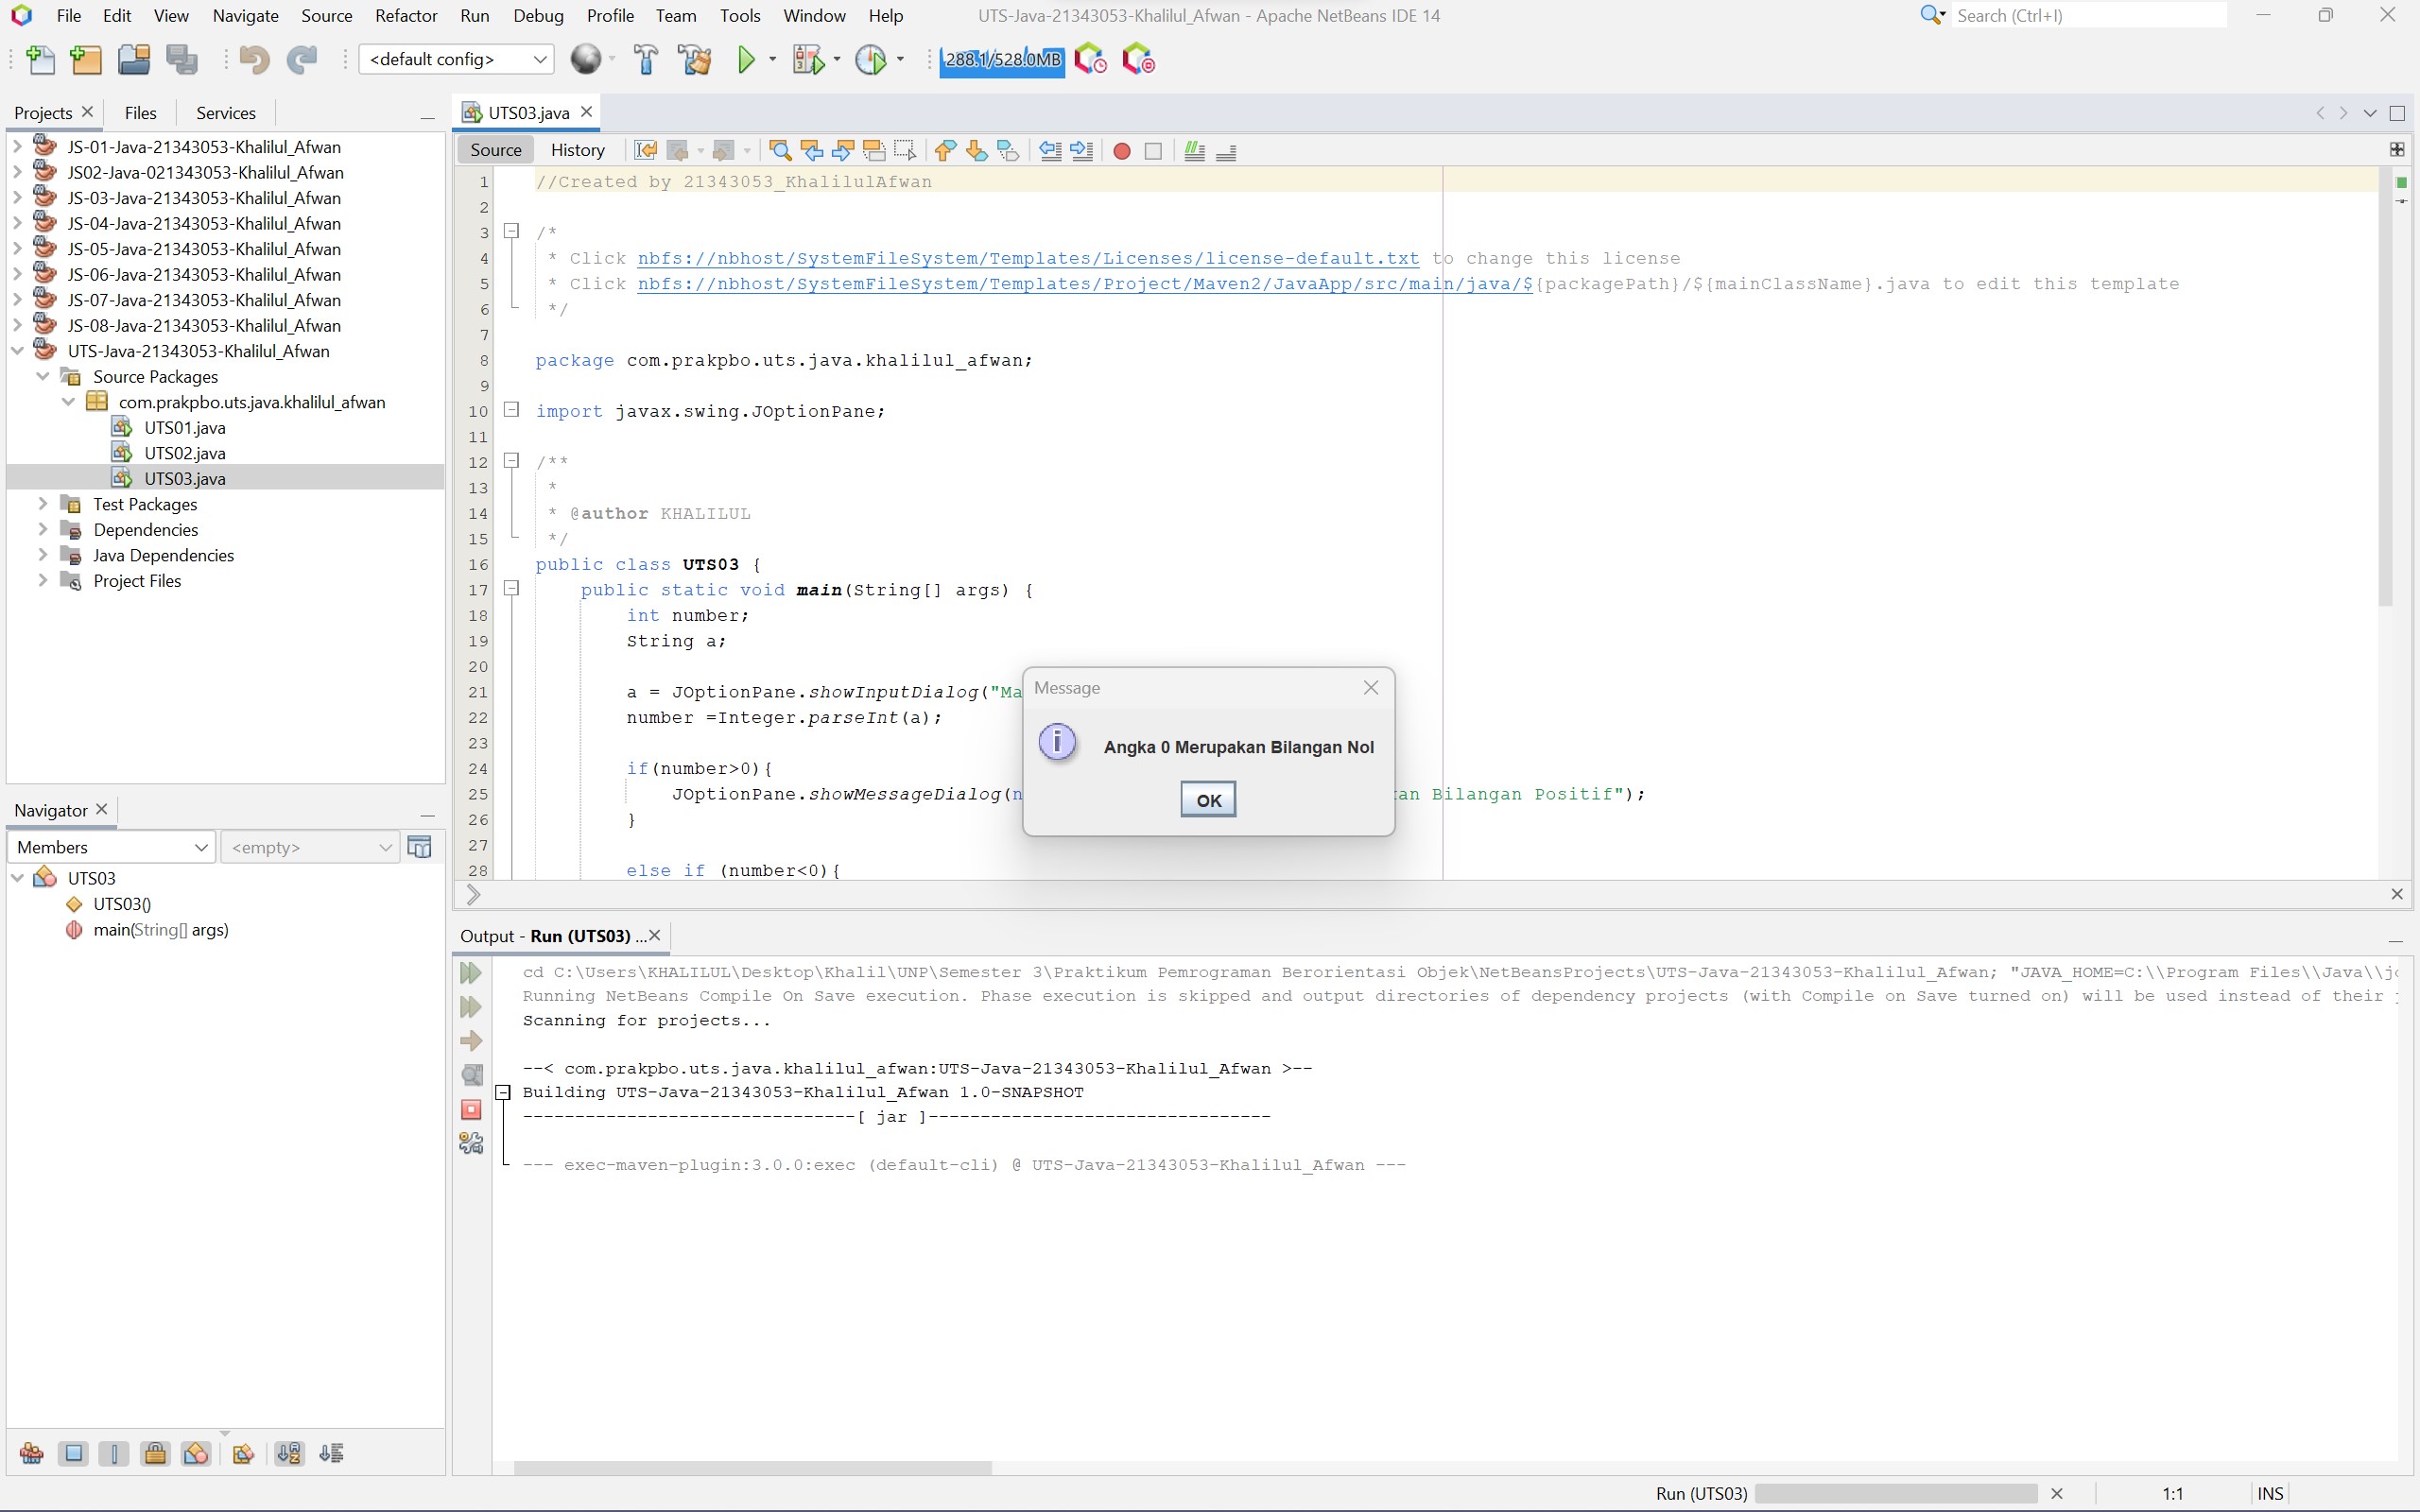 File Edit View Navigate Source Refactor Run Debug Profile Team Tools Window Help
UTS-Java-21343053-Khalilul_Afwan - Apache NetBeans IDE 14
Search (Ctrl+I)
<default config>
288.1/528.0MB
Projects Files Services
JS-01-Java-21343053-Khalilul_Afwan
JS02-Java-021343053-Khalilul_Afwan
JS-03-Java-21343053-Khalilul_Afwan
JS-04-Java-21343053-Khalilul_Afwan
JS-05-Java-21343053-Khalilul_Afwan
JS-06-Java-21343053-Khalilul_Afwan
JS-07-Java-21343053-Khalilul_Afwan
JS-08-Java-21343053-Khalilul_Afwan
UTS-Java-21343053-Khalilul_Afwan
Source Packages
com.prakpbo.uts.java.khalilul_afwan
UTS01.java
UTS02.java
UTS03.java
Test Packages
Dependencies
Java Dependencies
Project Files
Navigator
Members
<empty>
UTS03
UTS03()
main(String[] args)
UTS03.java
Source History
1 //Created by 21343053_KhalilulAfwan
2
3 /*
4 * Click nbfs://nbhost/SystemFileSystem/Templates/Licenses/license-default.txt to change this license
5 * Click nbfs://nbhost/SystemFileSystem/Templates/Project/Maven2/JavaApp/src/main/java/${packagePath}/${mainClassName}.java to edit this template
6 */
7
8 package com.prakpbo.uts.java.khalilul_afwan;
9
10 import javax.swing.JOptionPane;
11
12 /**
13 *
14 * @author KHALILUL
15 */
16 public class UTS03 {
17 public static void main(String[] args) {
18 int number;
19 String a;
20
21 a = JOptionPane.showInputDialog("Ma
22 number =Integer.parseInt(a);
23
24 if(number>0){
25 JOptionPane.showMessageDialog(n an Bilangan Positif");
26 }
27
28 else if (number<0){
Message
Angka 0 Merupakan Bilangan Nol
OK
Output - Run (UTS03) ...
cd C:\Users\KHALILUL\Desktop\Khalil\UNP\Semester 3\Praktikum Pemrograman Berorientasi Objek\NetBeansProjects\UTS-Java-21343053-Khalilul_Afwan; "JAVA_HOME=C:\\Program Files\\Java\\j
Running NetBeans Compile On Save execution. Phase execution is skipped and output directories of dependency projects (with Compile on Save turned on) will be used instead of their
Scanning for projects...
--< com.prakpbo.uts.java.khalilul_afwan:UTS-Java-21343053-Khalilul_Afwan >--
Building UTS-Java-21343053-Khalilul_Afwan 1.0-SNAPSHOT
--------------------------------[ jar ]---------------------------------
--- exec-maven-plugin:3.0.0:exec (default-cli) @ UTS-Java-21343053-Khalilul_Afwan ---
Run (UTS03)
1:1
INS